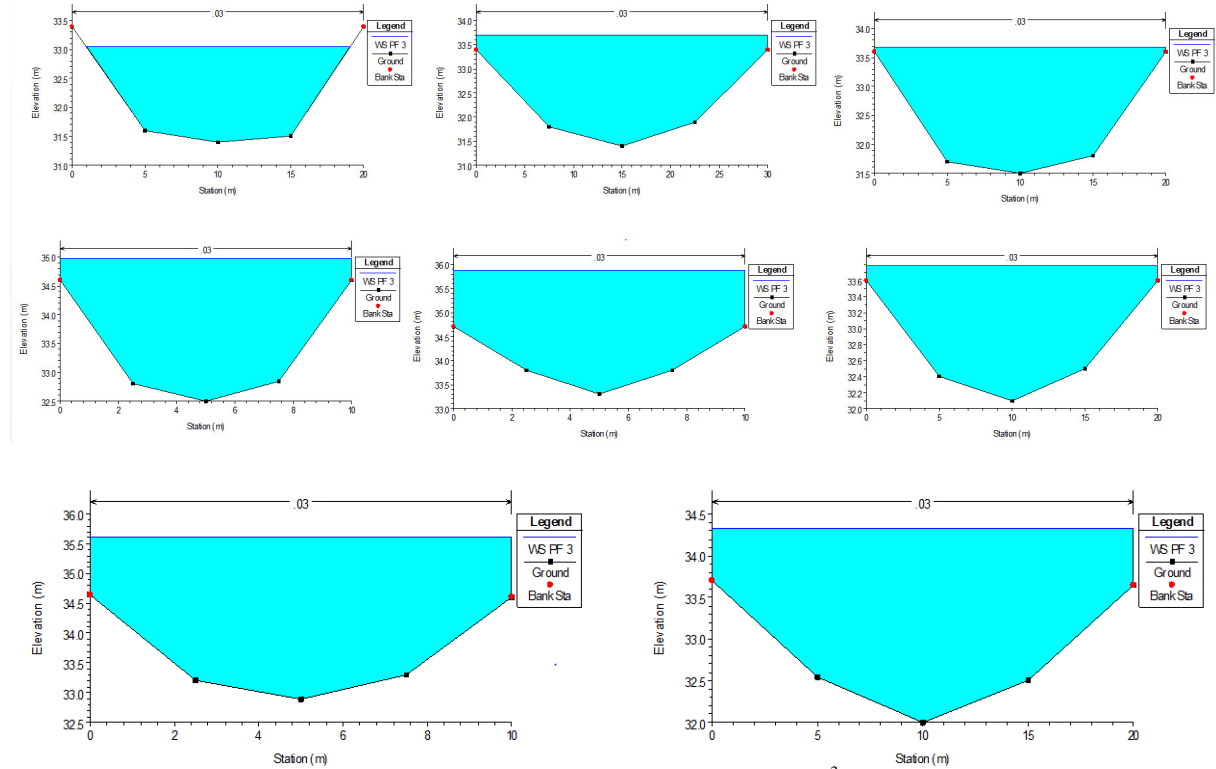 .03
33.5
33.0
32.5
32.0
31.5
31.0
Elevation (m)
0 5 10 15 20
Station (m)
Legend
WS PF 3
Ground
Bank Sta
.03
34.0
33.5
33.0
32.5
32.0
31.5
31.0
Elevation (m)
0 5 10 15 20 25 30
Station (m)
Legend
WS PF 3
Ground
Bank Sta
.03
34.0
33.5
33.0
32.5
32.0
31.5
Elevation (m)
0 5 10 15 20
Station (m)
Legend
WS PF 3
Ground
Bank Sta
.03
35.0
34.5
34.0
33.5
33.0
32.5
Elevation (m)
0 2 4 6 8 10
Station (m)
Legend
WS PF 3
Ground
Bank Sta
.03
36.0
35.5
35.0
34.5
34.0
33.5
33.0
Elevation (m)
0 2 4 6 8 10
Station (m)
Legend
WS PF 3
Ground
Bank Sta
.03
33.6
33.4
33.2
33.0
32.8
32.6
32.4
32.2
32.0
Elevation (m)
0 5 10 15 20
Station (m)
Legend
WS PF 3
Ground
Bank Sta
.03
36.0
35.5
35.0
34.5
34.0
33.5
33.0
32.5
Elevation (m)
0 2 4 6 8 10
Station (m)
Legend
WS PF 3
Ground
Bank Sta
.03
34.5
34.0
33.5
33.0
32.5
32.0
Elevation (m)
0 5 10 15 20
Station (m)
Legend
WS PF 3
Ground
Bank Sta